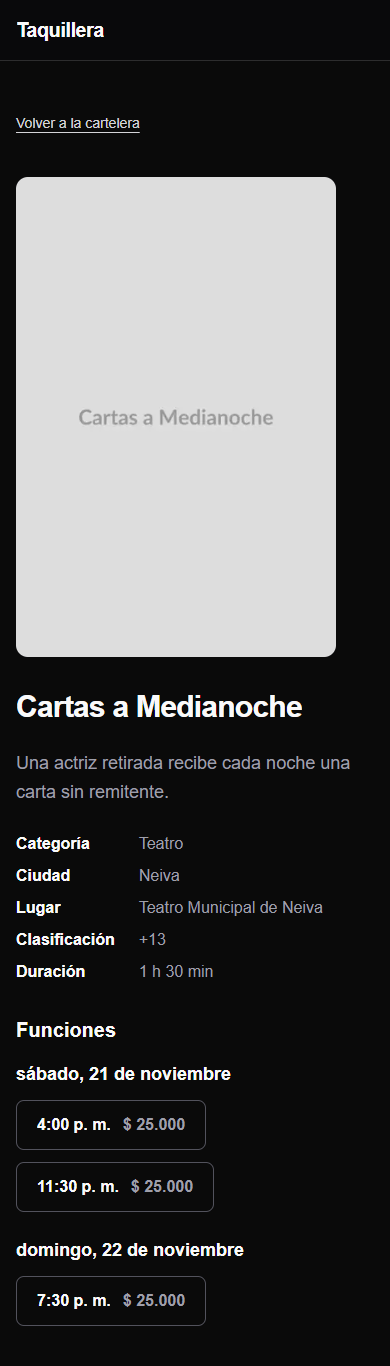 Taquillera
Volver a la cartelera
Cartas a Medianoche
Cartas a Medianoche
Una actriz retirada recibe cada noche una
carta sin remitente.
Categoría Teatro
Ciudad Neiva
Lugar Teatro Municipal de Neiva
Clasificación +13
Duración 1 h 30 min
Funciones
sábado, 21 de noviembre
4:00 p. m. $ 25.000
11:30 p. m. $ 25.000
domingo, 22 de noviembre
7:30 p. m. $ 25.000